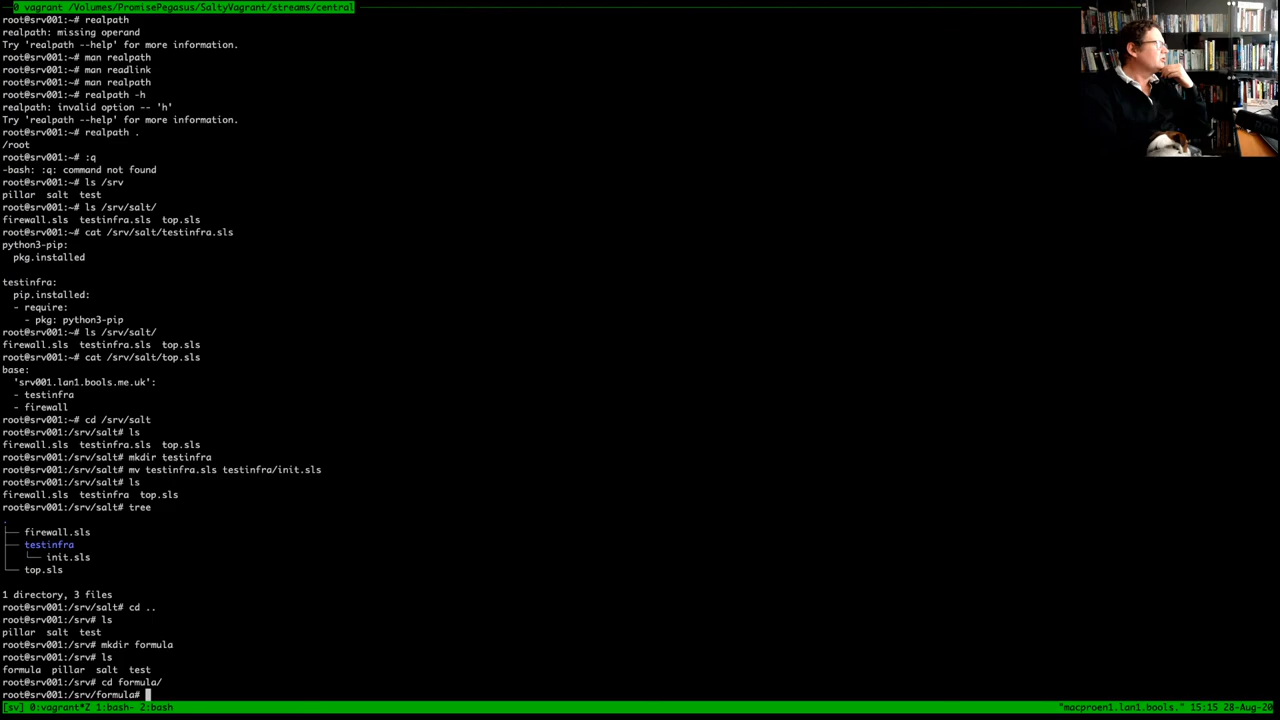 0 vagrant /Volumes/PromisePegasus/SaltyVagrant/streams/central
root@srv001:~# realpath
realpath: missing operand
Try 'realpath --help' for more information.
root@srv001:~# man realpath
root@srv001:~# man readlink
root@srv001:~# man realpath
root@srv001:~# realpath -h
realpath: invalid option -- 'h'
Try 'realpath --help' for more information.
root@srv001:~# realpath .
/root
root@srv001:~# :q
-bash: :q: command not found
root@srv001:~# ls /srv
pillar  salt  test
root@srv001:~# ls /srv/salt/
firewall.sls  testinfra.sls  top.sls
root@srv001:~# cat /srv/salt/testinfra.sls
python3-pip:
  pkg.installed
testinfra:
  pip.installed:
  - require:
    - pkg: python3-pip
root@srv001:~# ls /srv/salt/
firewall.sls  testinfra.sls  top.sls
root@srv001:~# cat /srv/salt/top.sls
base:
  'srv001.lan1.bools.me.uk':
  - testinfra
  - firewall
root@srv001:~# cd /srv/salt
root@srv001:/srv/salt# ls
firewall.sls  testinfra.sls  top.sls
root@srv001:/srv/salt# mkdir testinfra
root@srv001:/srv/salt# mv testinfra.sls testinfra/init.sls
root@srv001:/srv/salt# ls
firewall.sls  testinfra  top.sls
root@srv001:/srv/salt# tree
.
├── firewall.sls
├── testinfra
│   └── init.sls
└── top.sls
1 directory, 3 files
root@srv001:/srv/salt# cd ..
root@srv001:/srv# ls
pillar  salt  test
root@srv001:/srv# mkdir formula
root@srv001:/srv# ls
formula  pillar  salt  test
root@srv001:/srv# cd formula/
root@srv001:/srv/formula#
[sv] 0:vagrant*Z 1:bash- 2:bash "macproen1.lan1.bools." 15:15 28-Aug-20